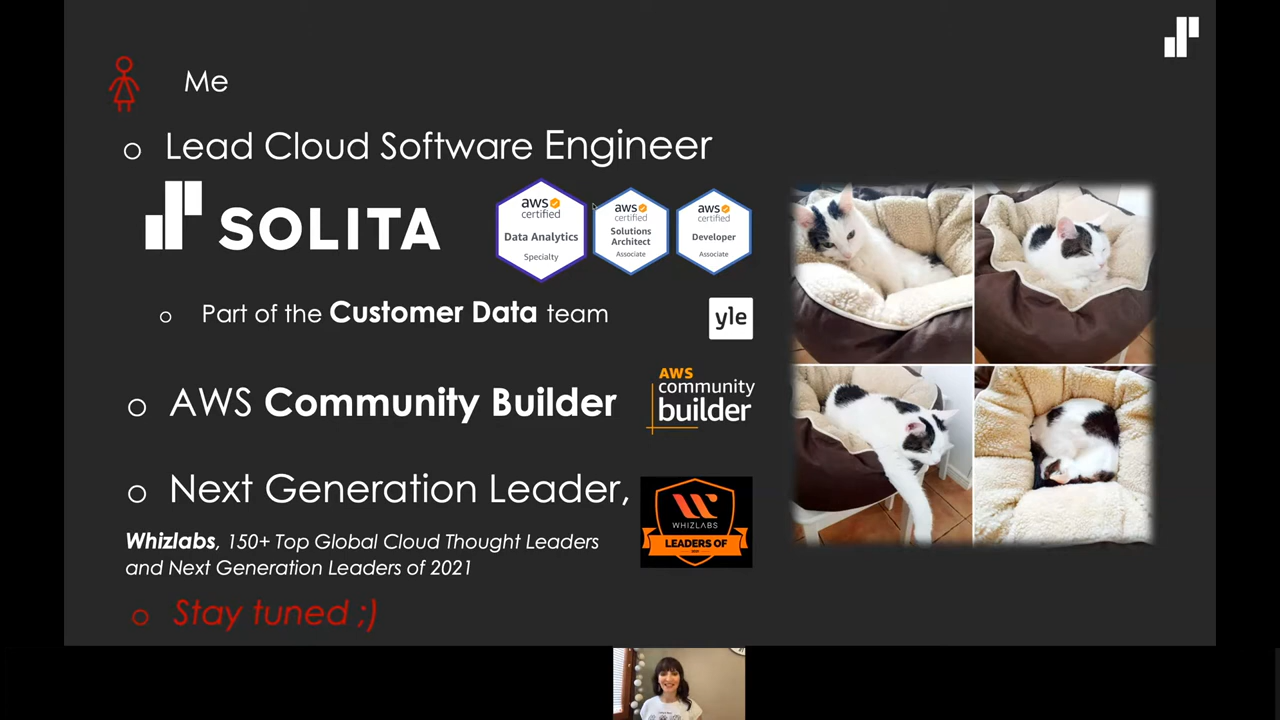 Me
Lead Cloud Software Engineer
SOLITA
aws certified Data Analytics Specialty
aws certified Solutions Architect Associate
aws certified Developer Associate
Part of the Customer Data team
yle
AWS Community Builder
AWS community builder
Next Generation Leader,
WHIZLABS
LEADERS OF
Whizlabs, 150+ Top Global Cloud Thought Leaders
and Next Generation Leaders of 2021
Stay tuned ;)